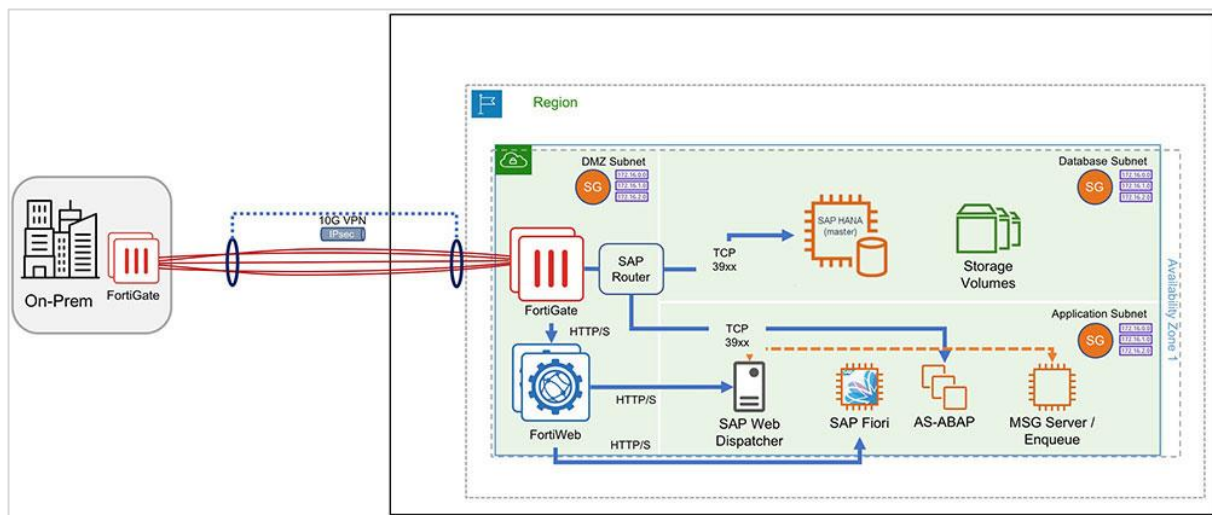 Region
DMZ Subnet
SG
172.16.0.0
172.16.1.0
172.16.2.0
Database Subnet
SG
172.16.0.0
172.16.1.0
172.16.2.0
10G VPN
IPsec
On-Prem
FortiGate
FortiGate
SAP
Router
TCP
39xx
SAP HANA
(master)
Storage
Volumes
Availability Zone 1
Application Subnet
SG
172.16.0.0
172.16.1.0
172.16.2.0
HTTP/S
TCP
39xx
FortiWeb
HTTP/S
HTTP/S
SAP Web
Dispatcher
SAP Fiori
AS-ABAP
MSG Server /
Enqueue